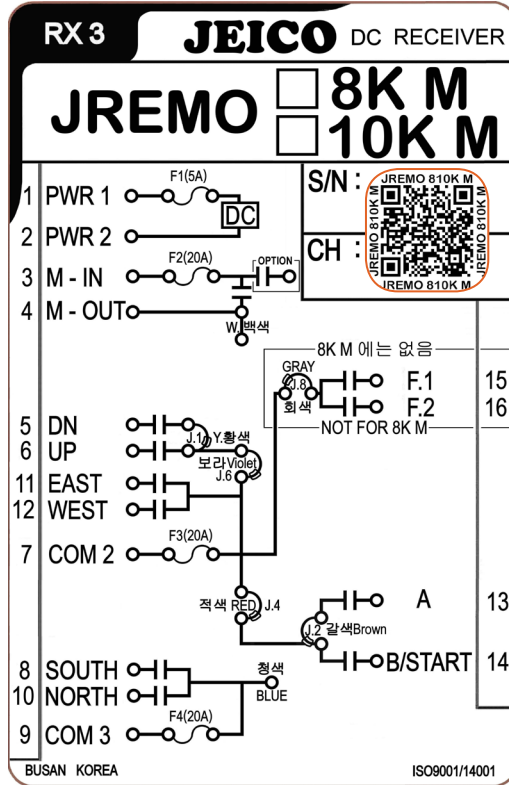 RX 3 JEICO DC RECEIVER
JREMO 8K M
10K M
S/N :
CH :
JREMO 810K M
JREMO 810K M
JREMO 810K M
JREMO 810K M
F1(5A)
1 PWR 1
DC
2 PWR 2
F2(20A)
OPTION
3 M - IN
4 M - OUT
W. 백색
8K M 에는 없음
GRAY
J.8
회색
F.1 15
F.2 16
NOT FOR 8K M
5 DN
J.1 Y.황색
6 UP
보라Violet
J.6
11 EAST
12 WEST
F3(20A)
7 COM 2
적색 RED J.4
A 13
J.2 갈색Brown
B/START 14
8 SOUTH
청색
BLUE
10 NORTH
F4(20A)
9 COM 3
BUSAN KOREA ISO9001/14001